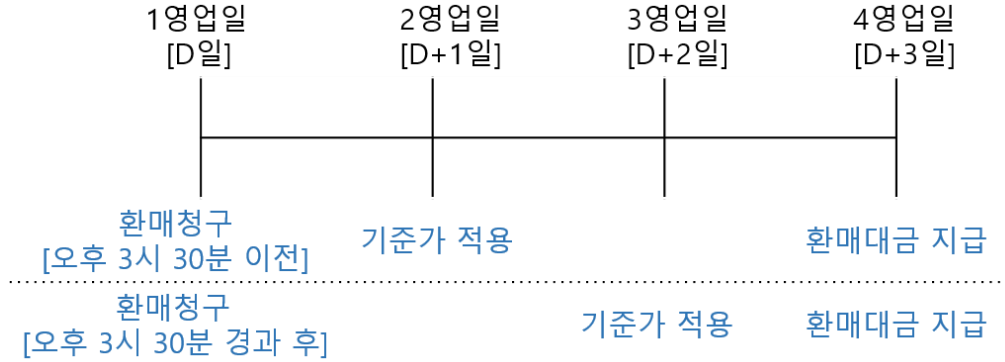 1영업일 2영업일 3영업일 4영업일
[D일] [D+1일] [D+2일] [D+3일]
환매청구
[오후 3시 30분 이전]
기준가 적용
환매대금 지급
환매청구
[오후 3시 30분 경과 후]
기준가 적용
환매대금 지급